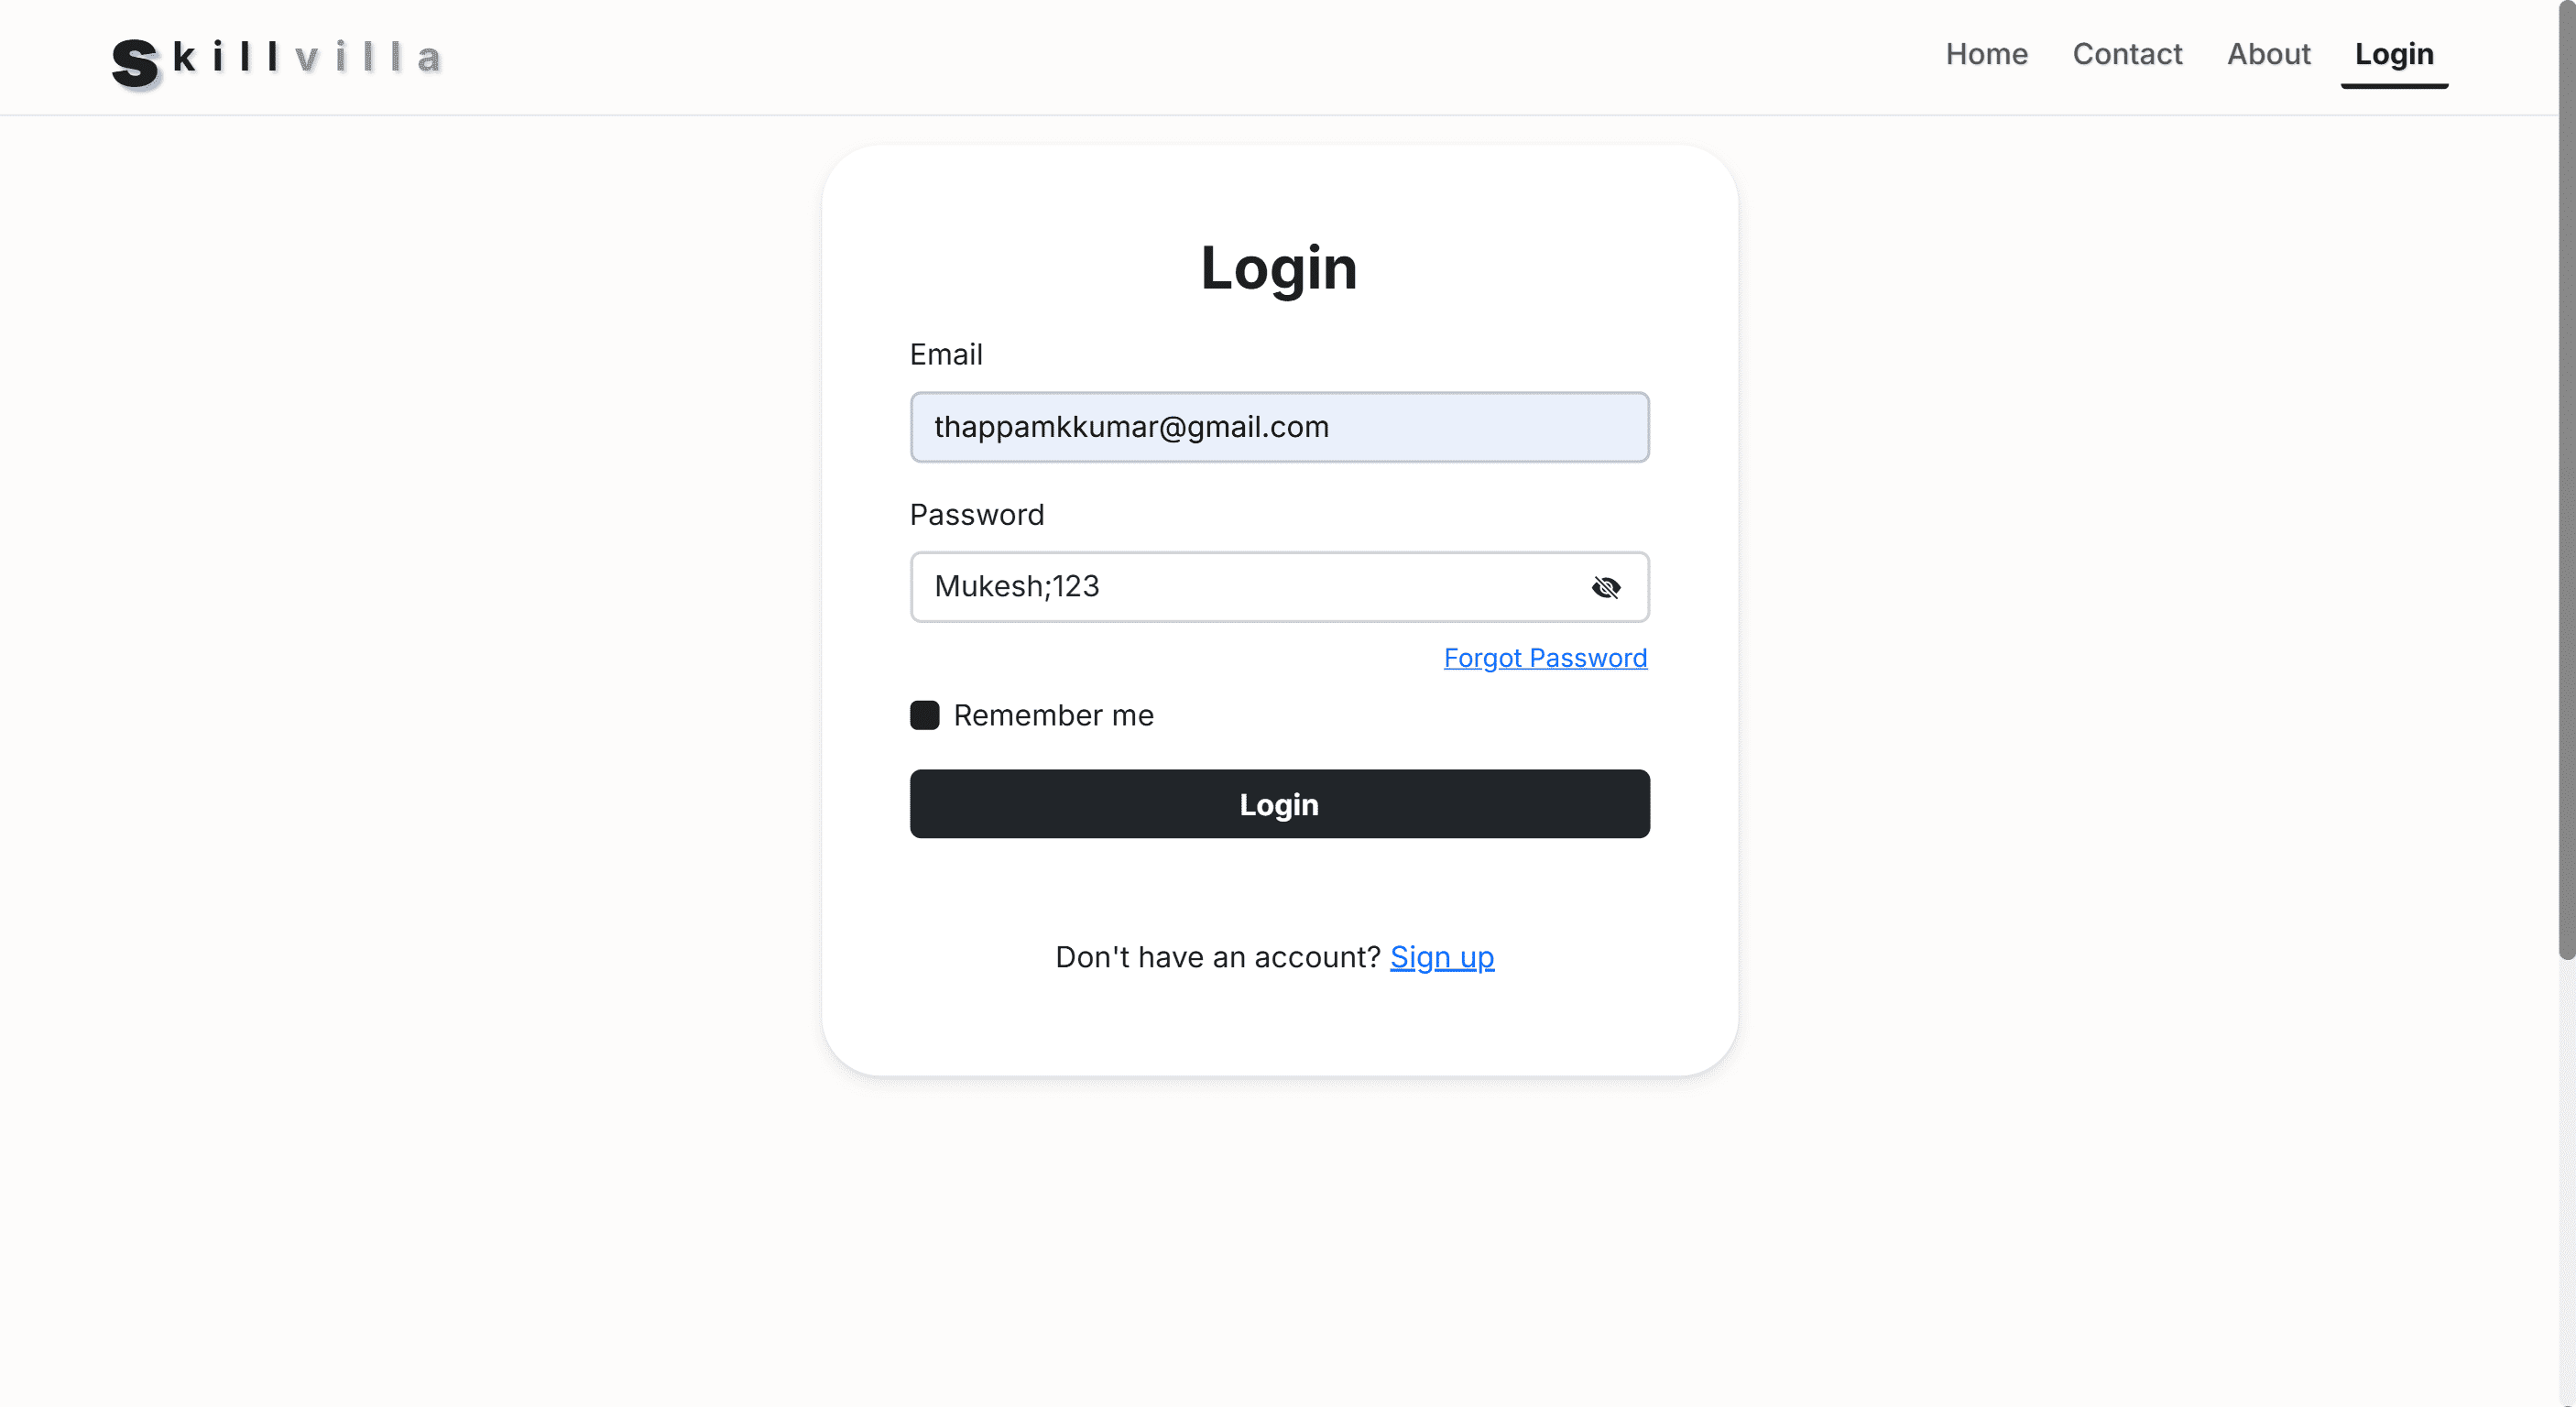 Skillvilla
Home Contact About Login
Login
Email
thappamkkumar@gmail.com
Password
Mukesh;123
Forgot Password
Remember me
Login
Don't have an account? Sign up